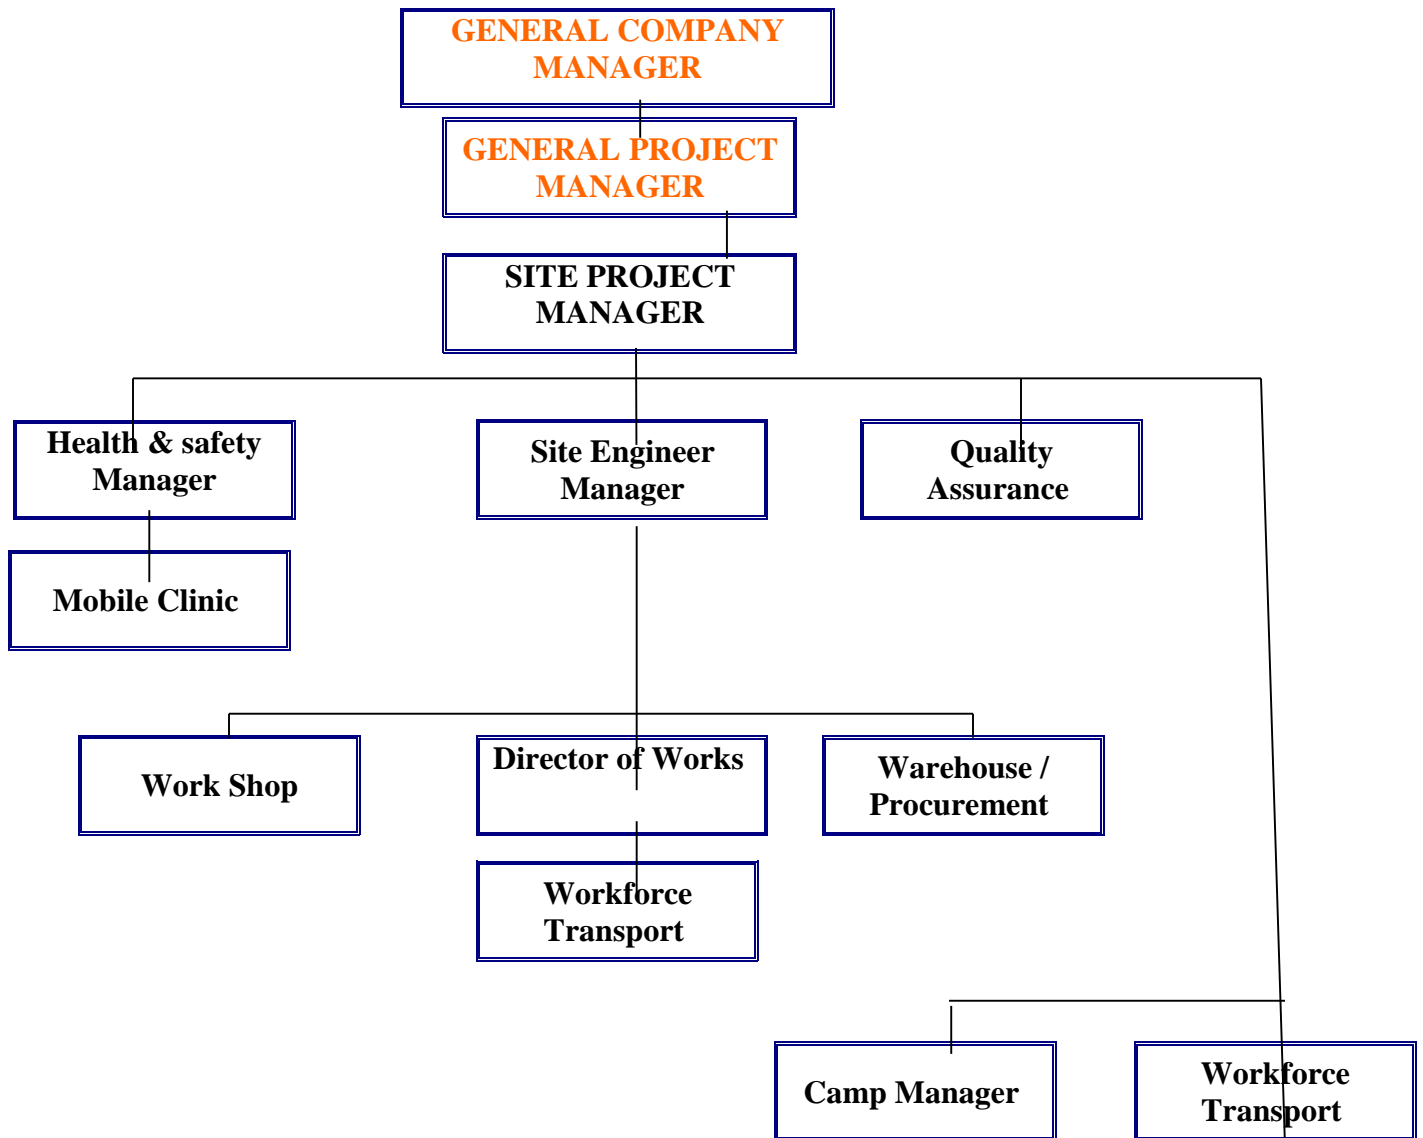 GENERAL COMPANY
MANAGER
GENERAL PROJECT
MANAGER
SITE PROJECT
MANAGER
Health & safety
Manager
Site Engineer
Manager
Quality
Assurance
Mobile Clinic
Work Shop
Director of Works
Warehouse /
Procurement
Workforce
Transport
Camp Manager
Workforce
Transport